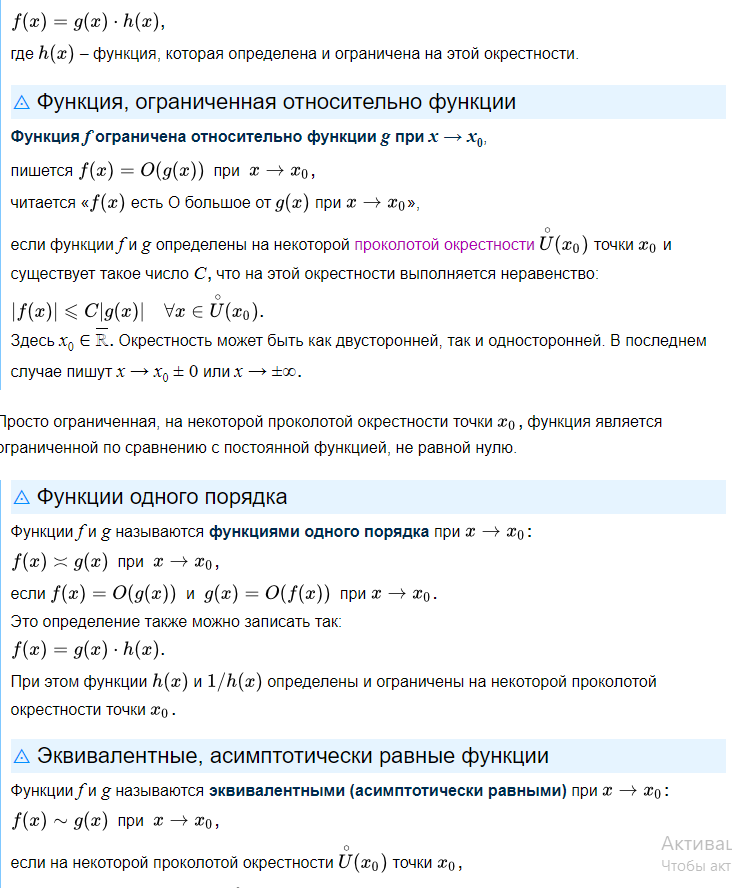 f(x) = g(x) · h(x),
где h(x) – функция, которая определена и ограничена на этой окрестности.
Функция, ограниченная относительно функции
Функция f ограничена относительно функции g при x → x₀,
пишется f(x) = O(g(x)) при x → x₀,
читается «f(x) есть O большое от g(x) при x → x₀»,
если функции f и g определены на некоторой проколотой окрестности Ů(x₀) точки x₀ и
существует такое число C, что на этой окрестности выполняется неравенство:
|f(x)| ⩽ C|g(x)| ∀x ∈ Ů(x₀).
Здесь x₀ ∈ ℝ̅. Окрестность может быть как двусторонней, так и односторонней. В последнем
случае пишут x → x₀ ± 0 или x → ±∞.
Просто ограниченная, на некоторой проколотой окрестности точки x₀, функция является
ограниченной по сравнению с постоянной функцией, не равной нулю.
Функции одного порядка
Функции f и g называются функциями одного порядка при x → x₀:
f(x) ≍ g(x) при x → x₀,
если f(x) = O(g(x)) и g(x) = O(f(x)) при x → x₀.
Это определение также можно записать так:
f(x) = g(x) · h(x).
При этом функции h(x) и 1/h(x) определены и ограничены на некоторой проколотой
окрестности точки x₀.
Эквивалентные, асимптотически равные функции
Функции f и g называются эквивалентными (асимптотически равными) при x → x₀:
f(x) ∼ g(x) при x → x₀,
если на некоторой проколотой окрестности Ů(x₀) точки x₀,
Активац
Чтобы акт